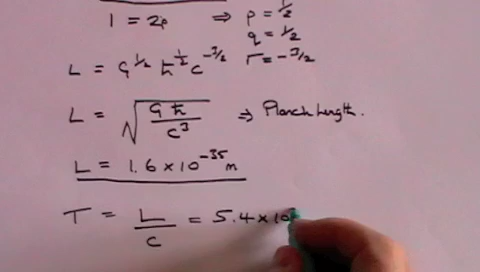 1 = 2p ⇒ p = 1/2
q = 1/2
L = G^1/2 ħ^1/2 c^-3/2 r = -3/2
L = √(Għ/c³) ⇒ Planck Length.
L = 1.6 × 10^-35 m
T = L/c = 5.4 × 10